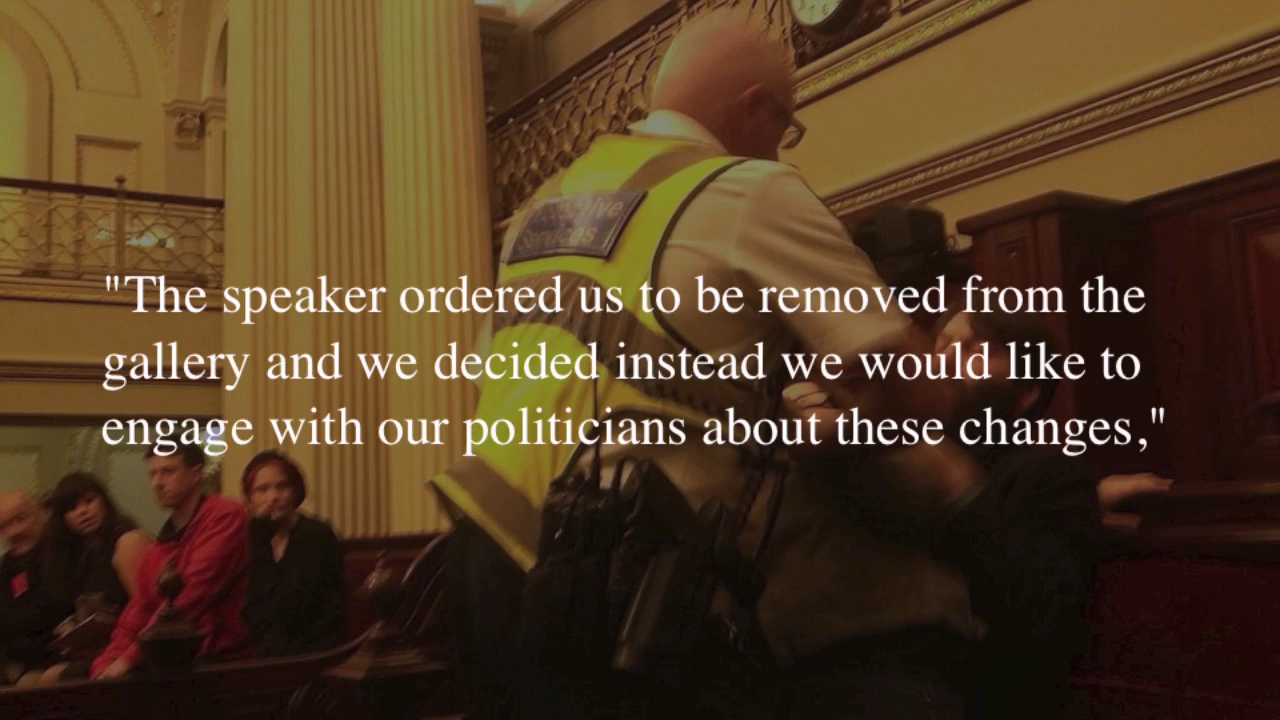 "The speaker ordered us to be removed from the
gallery and we decided instead we would like to
engage with our politicians about these changes,"